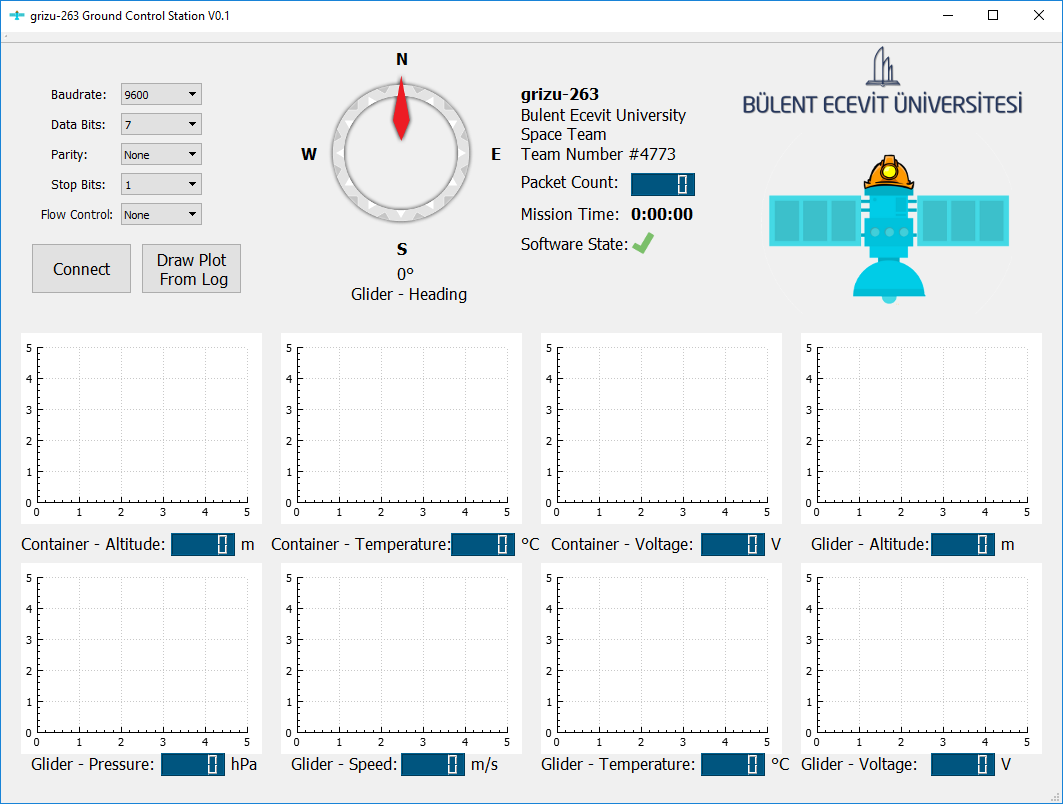 grizu-263 Ground Control Station V0.1
Baudrate: 9600
Data Bits: 7
Parity: None
Stop Bits: 1
Flow Control: None
Connect
Draw Plot
From Log
N
W
E
S
0°
Glider - Heading
grizu-263
Bülent Ecevit University
Space Team
Team Number #4773
Packet Count: 0
Mission Time: 0:00:00
Software State:
BÜLENT ECEVİT ÜNİVERSİTESİ
5
4
3
2
1
0
0 1 2 3 4 5
Container - Altitude: 0 m
5
4
3
2
1
0
0 1 2 3 4 5
Container - Temperature: 0 °C
5
4
3
2
1
0
0 1 2 3 4 5
Container - Voltage: 0 V
5
4
3
2
1
0
0 1 2 3 4 5
Glider - Altitude: 0 m
5
4
3
2
1
0
0 1 2 3 4 5
Glider - Pressure: 0 hPa
5
4
3
2
1
0
0 1 2 3 4 5
Glider - Speed: 0 m/s
5
4
3
2
1
0
0 1 2 3 4 5
Glider - Temperature: 0 °C
5
4
3
2
1
0
0 1 2 3 4 5
Glider - Voltage: 0 V